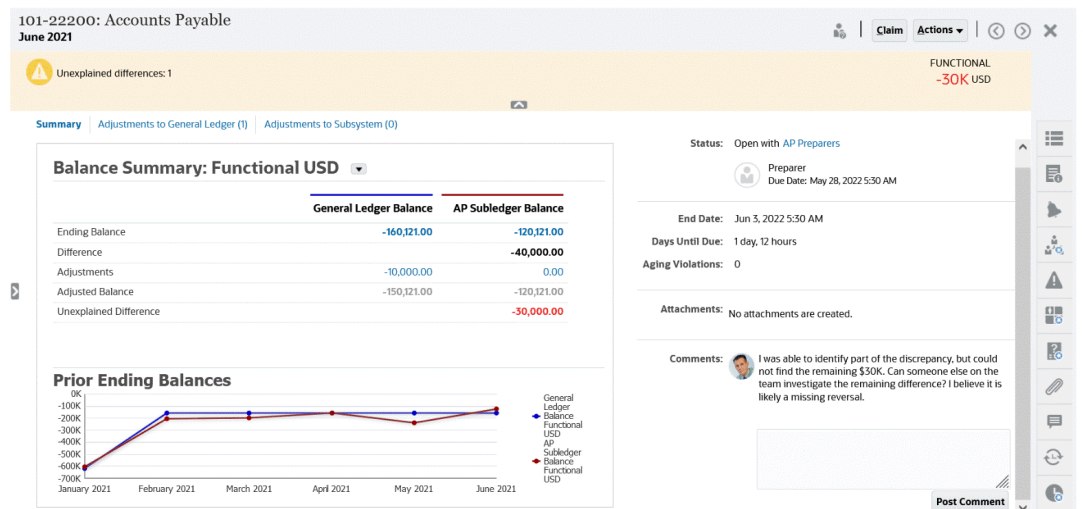 101-22200: Accounts Payable
June 2021
Claim Actions
Unexplained differences: 1
FUNCTIONAL
-30K USD
Summary Adjustments to General Ledger (1) Adjustments to Subsystem (0)
Balance Summary: Functional USD
General Ledger Balance AP Subledger Balance
Ending Balance -160,121.00 -120,121.00
Difference -40,000.00
Adjustments -10,000.00 0.00
Adjusted Balance -150,121.00 -120,121.00
Unexplained Difference -30,000.00
Prior Ending Balances
0K
-100K
-200K
-300K
-400K
-500K
-600K
-700K
January 2021 February 2021 March 2021 April 2021 May 2021 June 2021
General
Ledger
Balance
Functional
USD
AP
Subledger
Balance
Functional
USD
Status: Open with AP Preparers
Preparer
Due Date: May 28, 2022 5:30 AM
End Date: Jun 3, 2022 5:30 AM
Days Until Due: 1 day, 12 hours
Aging Violations: 0
Attachments: No attachments are created.
Comments: I was able to identify part of the discrepancy, but could
not find the remaining $30K. Can someone else on the
team investigate the remaining difference? I believe it is
likely a missing reversal.
Post Comment